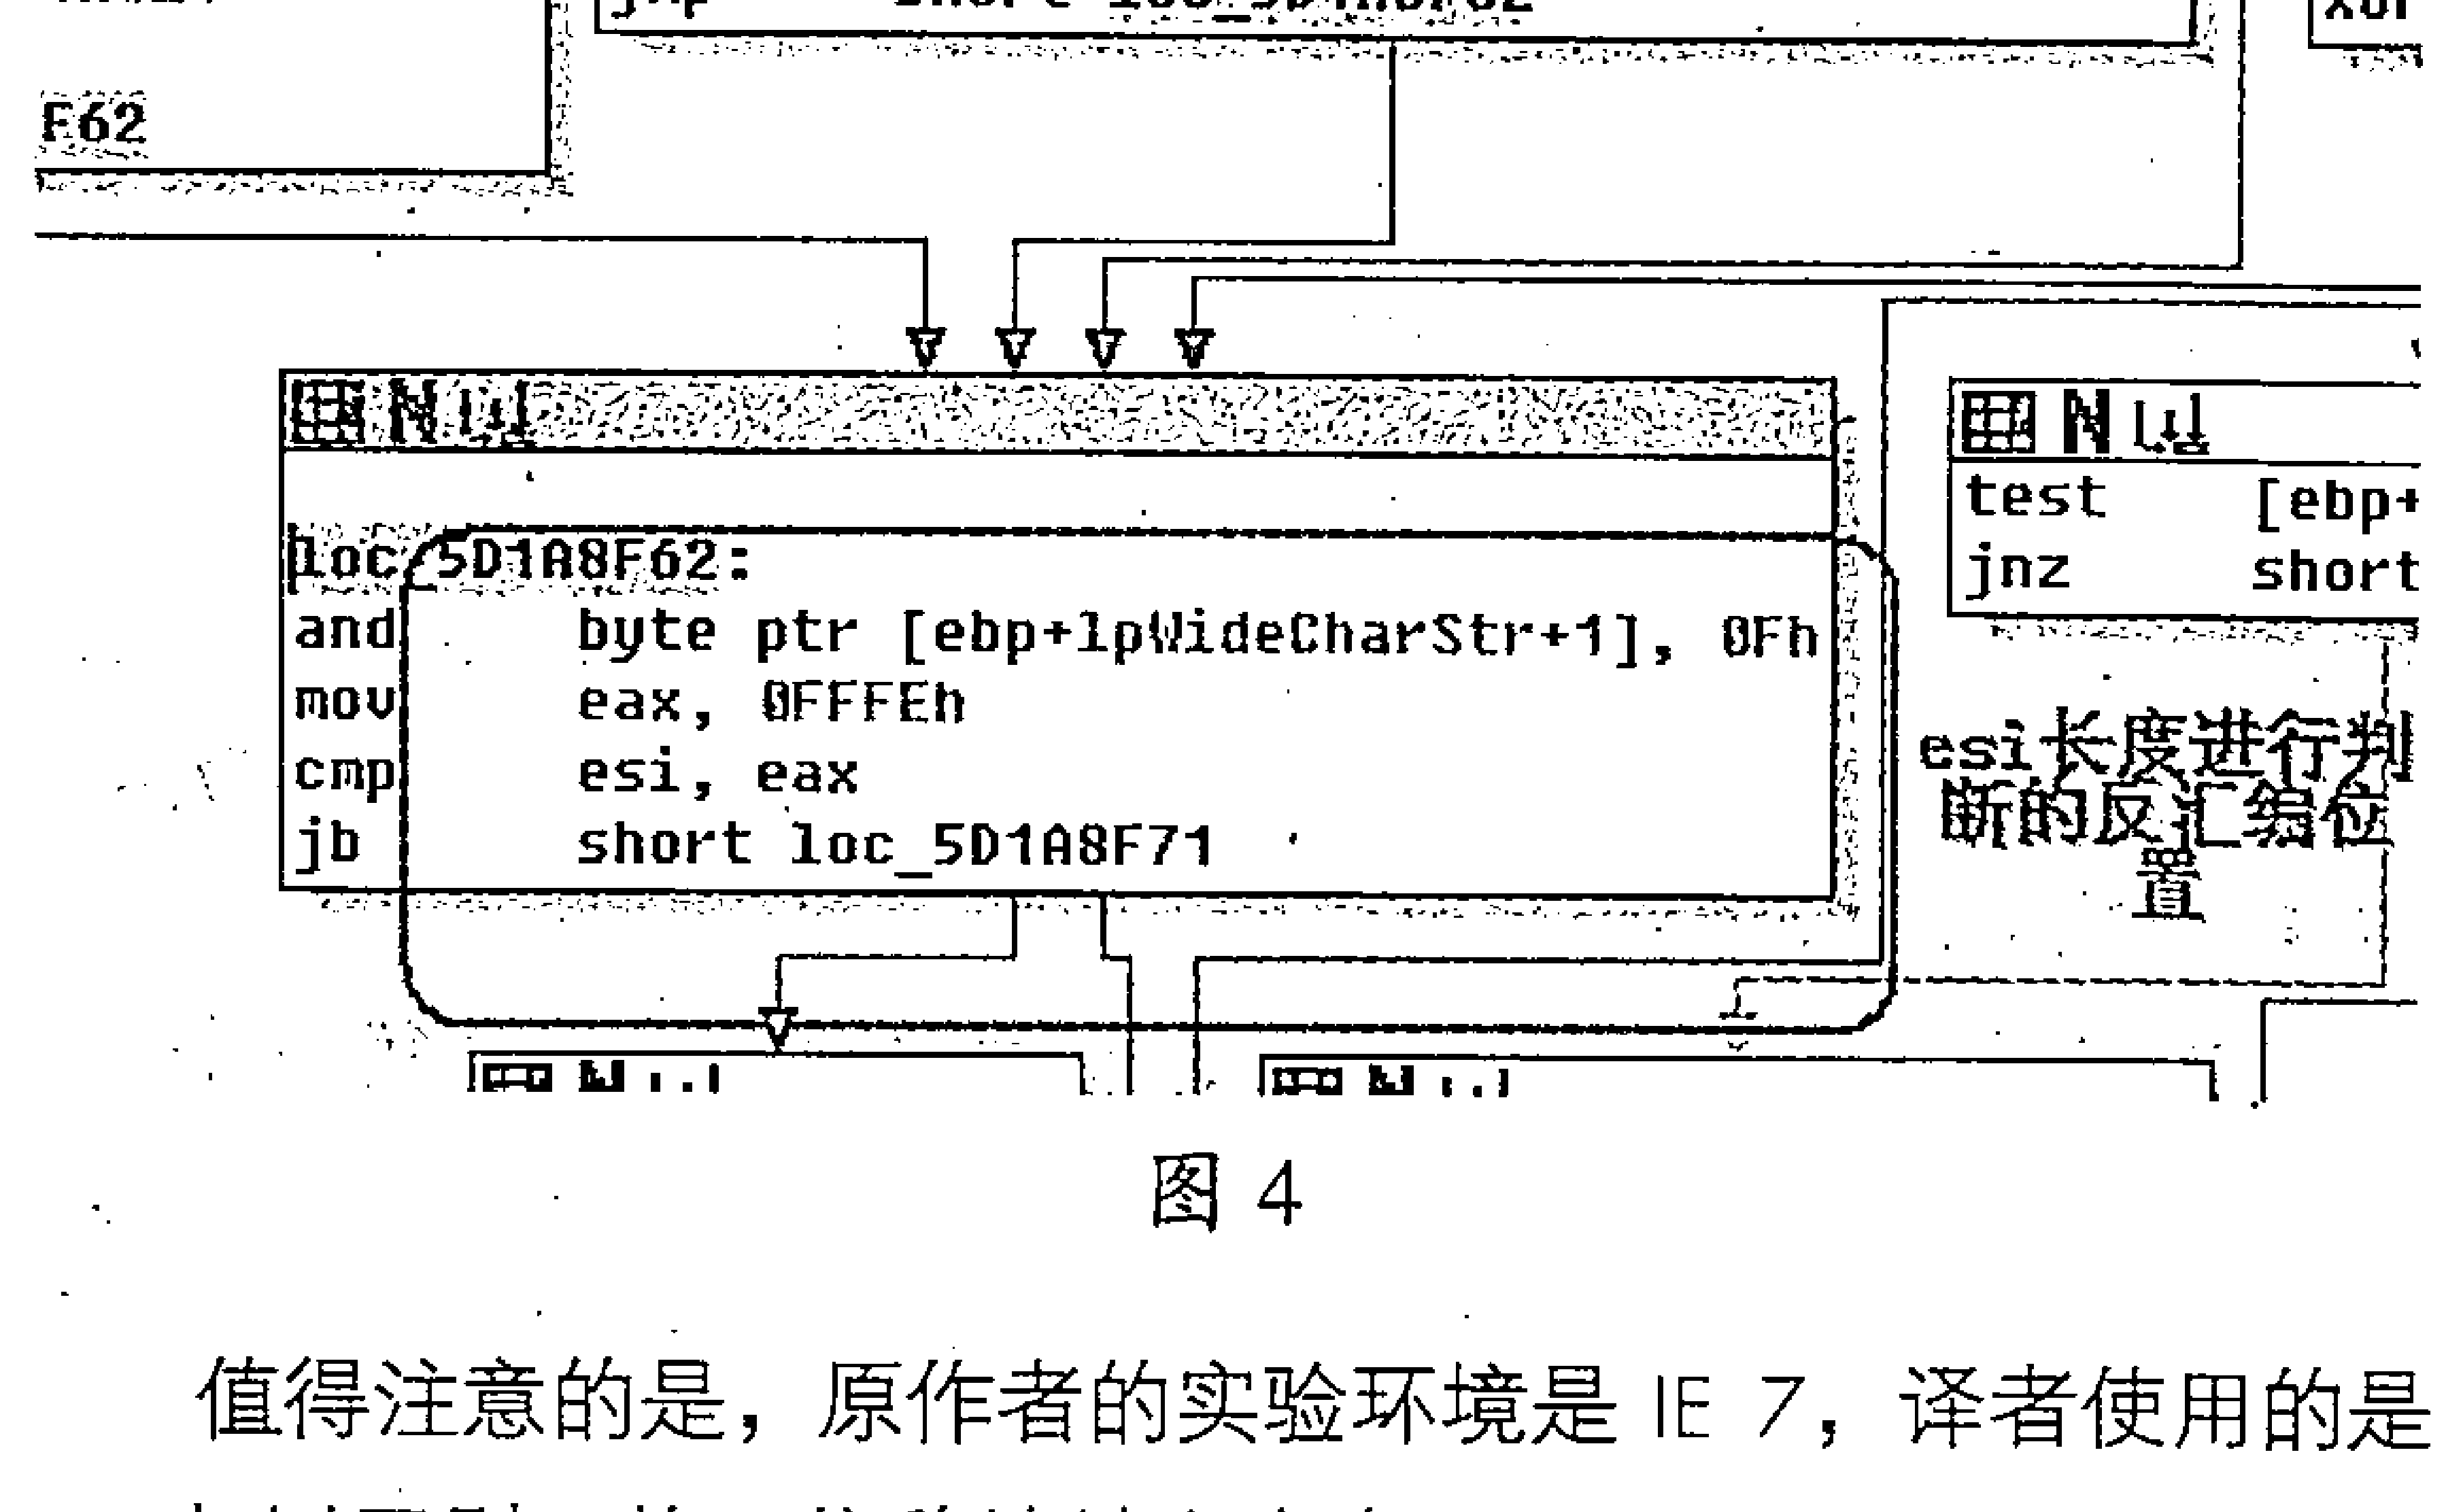 short loc_5D1A8F62
F62
loc_5D1A8F62:
and byte ptr [ebp+lpWideCharStr+1], 0Fh
mov eax, 0FFFEh
cmp esi, eax
jb short loc_5D1A8F71
test [ebp+
jnz short
esi长度进行判
断的反汇编位
置
图 4
值得注意的是，原作者的实验环境是 IE 7，译者使用的是